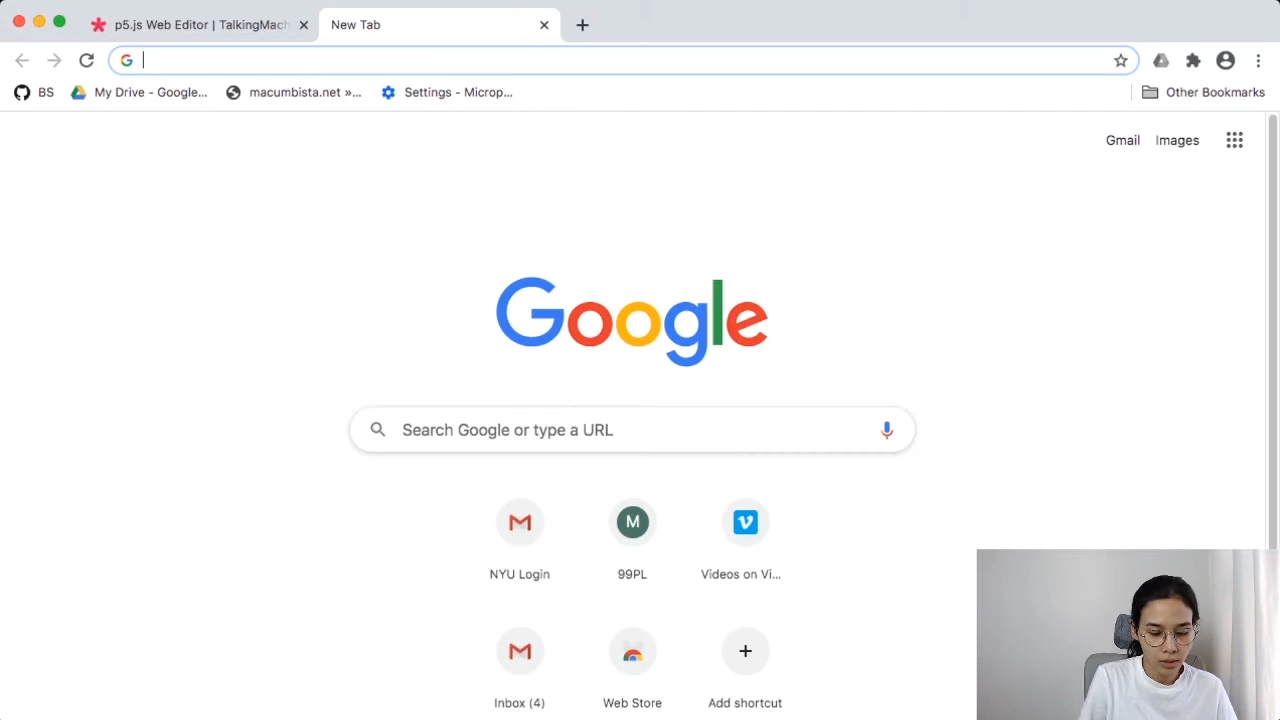 p5.js Web Editor | TalkingMach
New Tab
BS
My Drive - Google...
macumbista.net »...
Settings - Microp...
Other Bookmarks
Gmail
Images
Google
Search Google or type a URL
M
NYU Login
99PL
Videos on Vi...
Inbox (4)
Web Store
Add shortcut